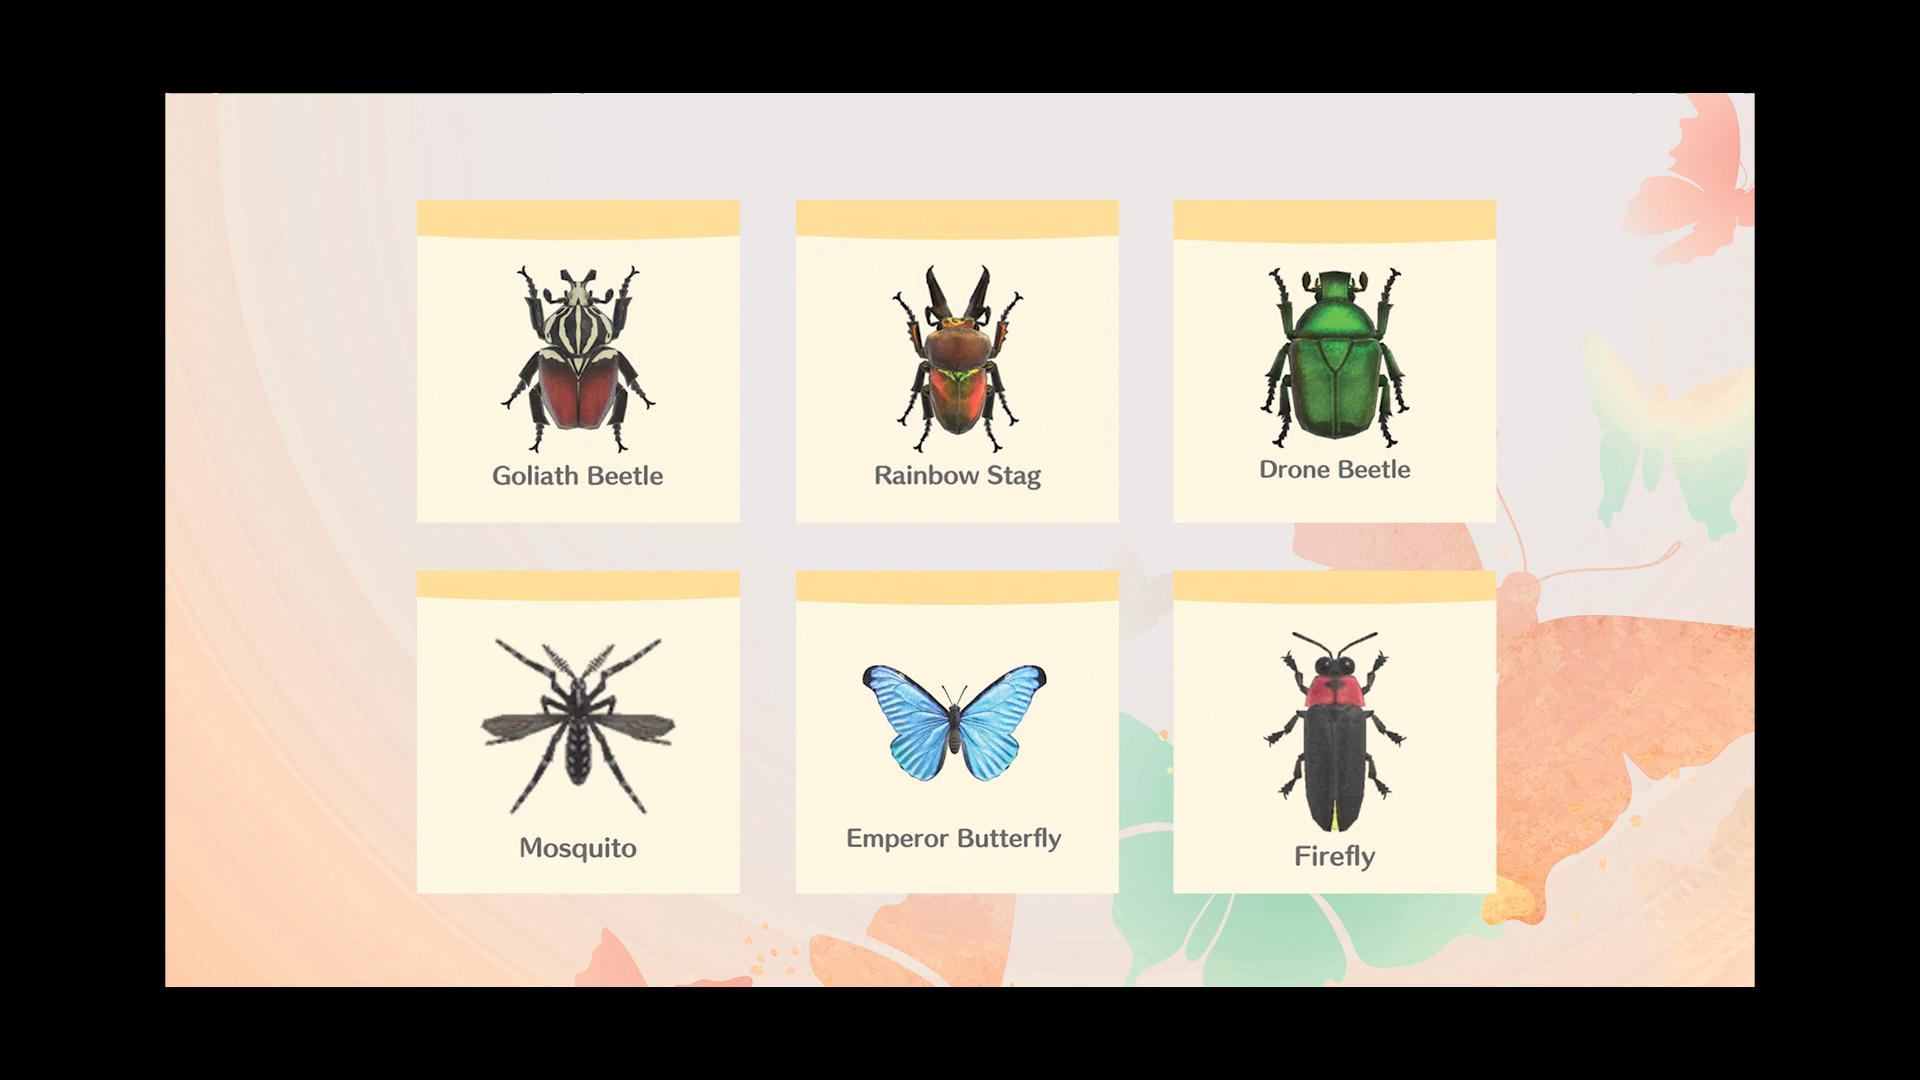 Goliath Beetle
Rainbow Stag
Drone Beetle
Mosquito
Emperor Butterfly
Firefly